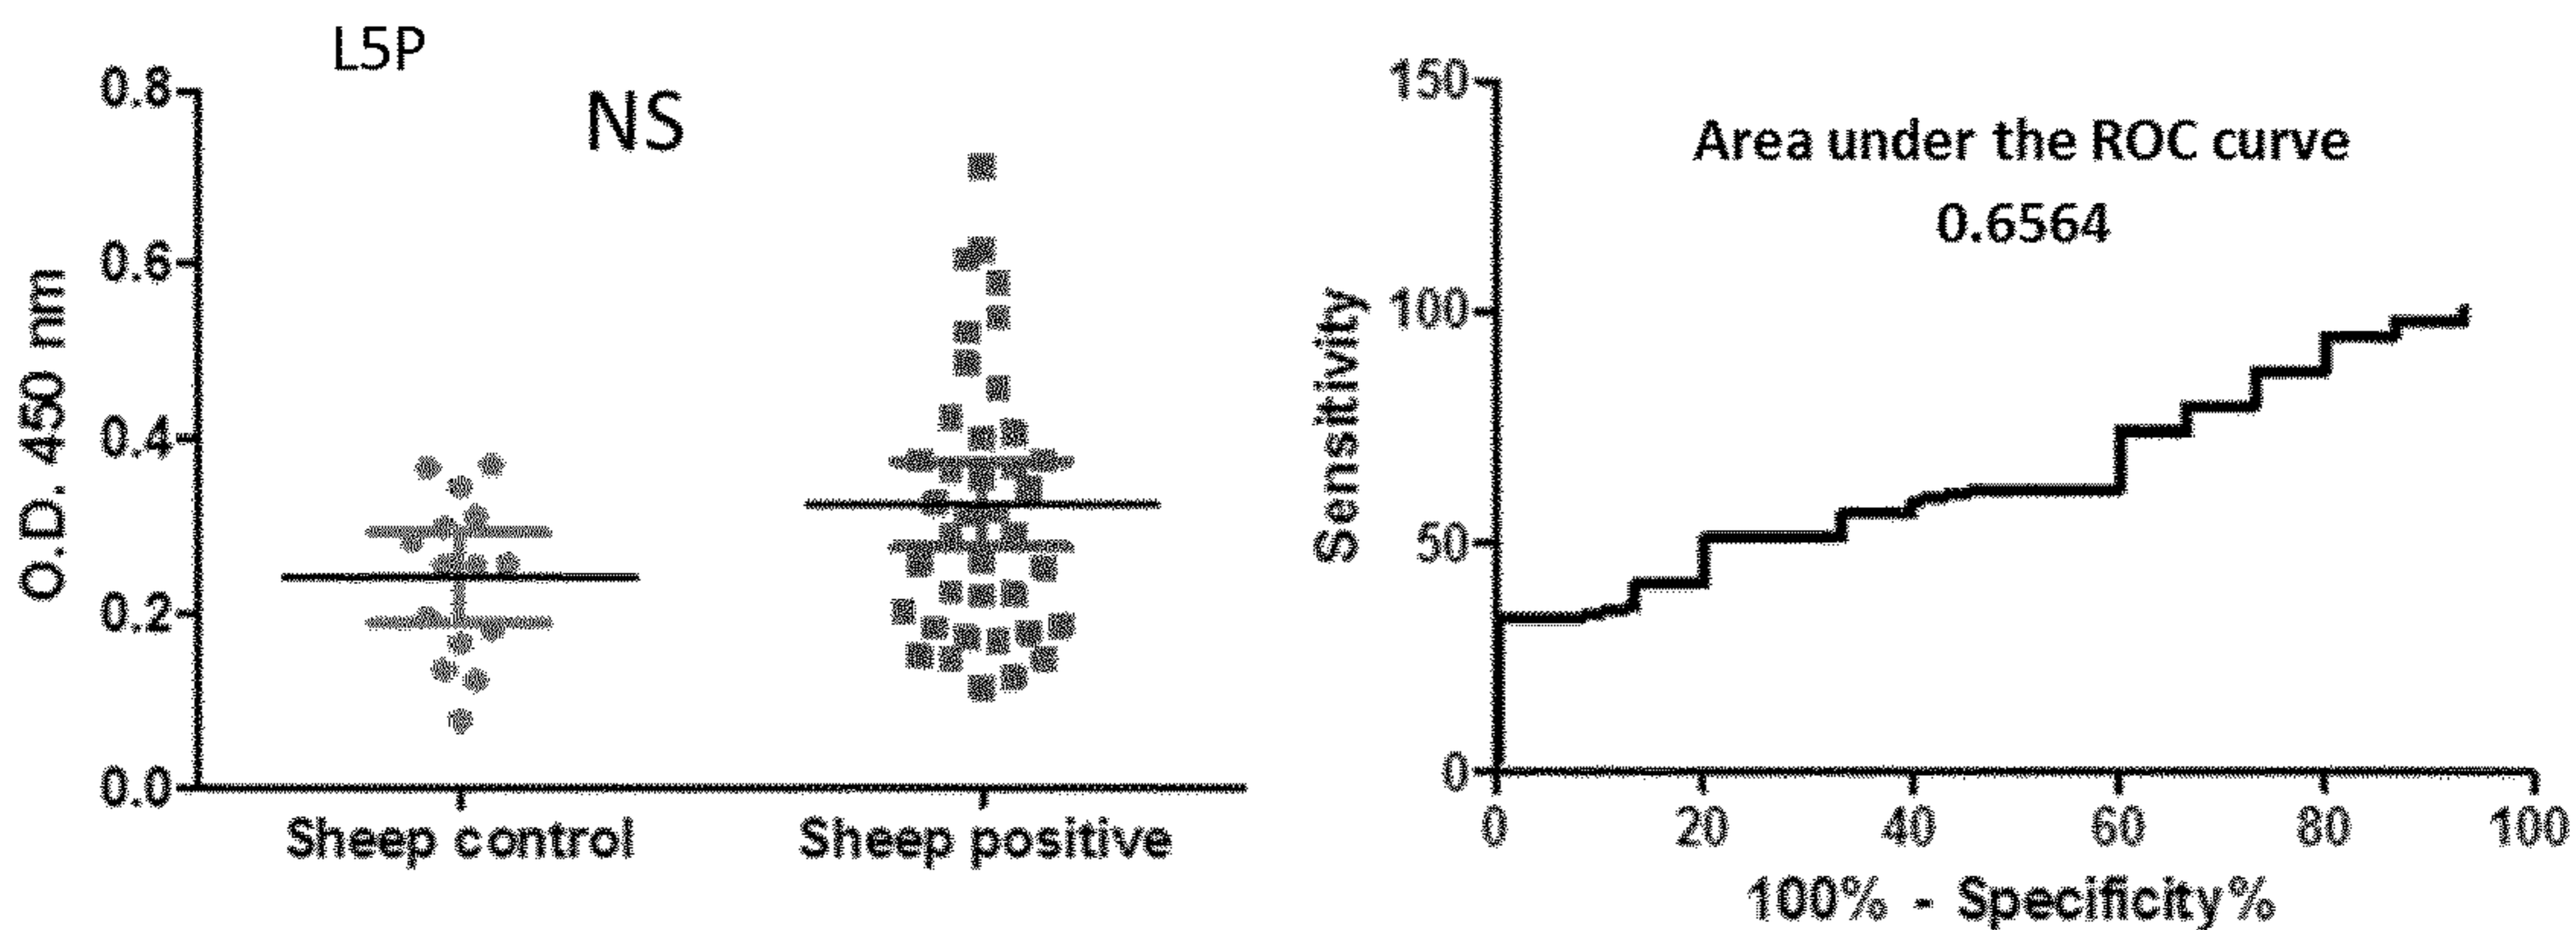 L5P
NS
0.8
0.6
0.4
0.2
0.0
O.D. 450 nm
Sheep control
Sheep positive
Area under the ROC curve
0.6564
150
100
50
0
Sensitivity
0 20 40 60 80 100
100% - Specificity%